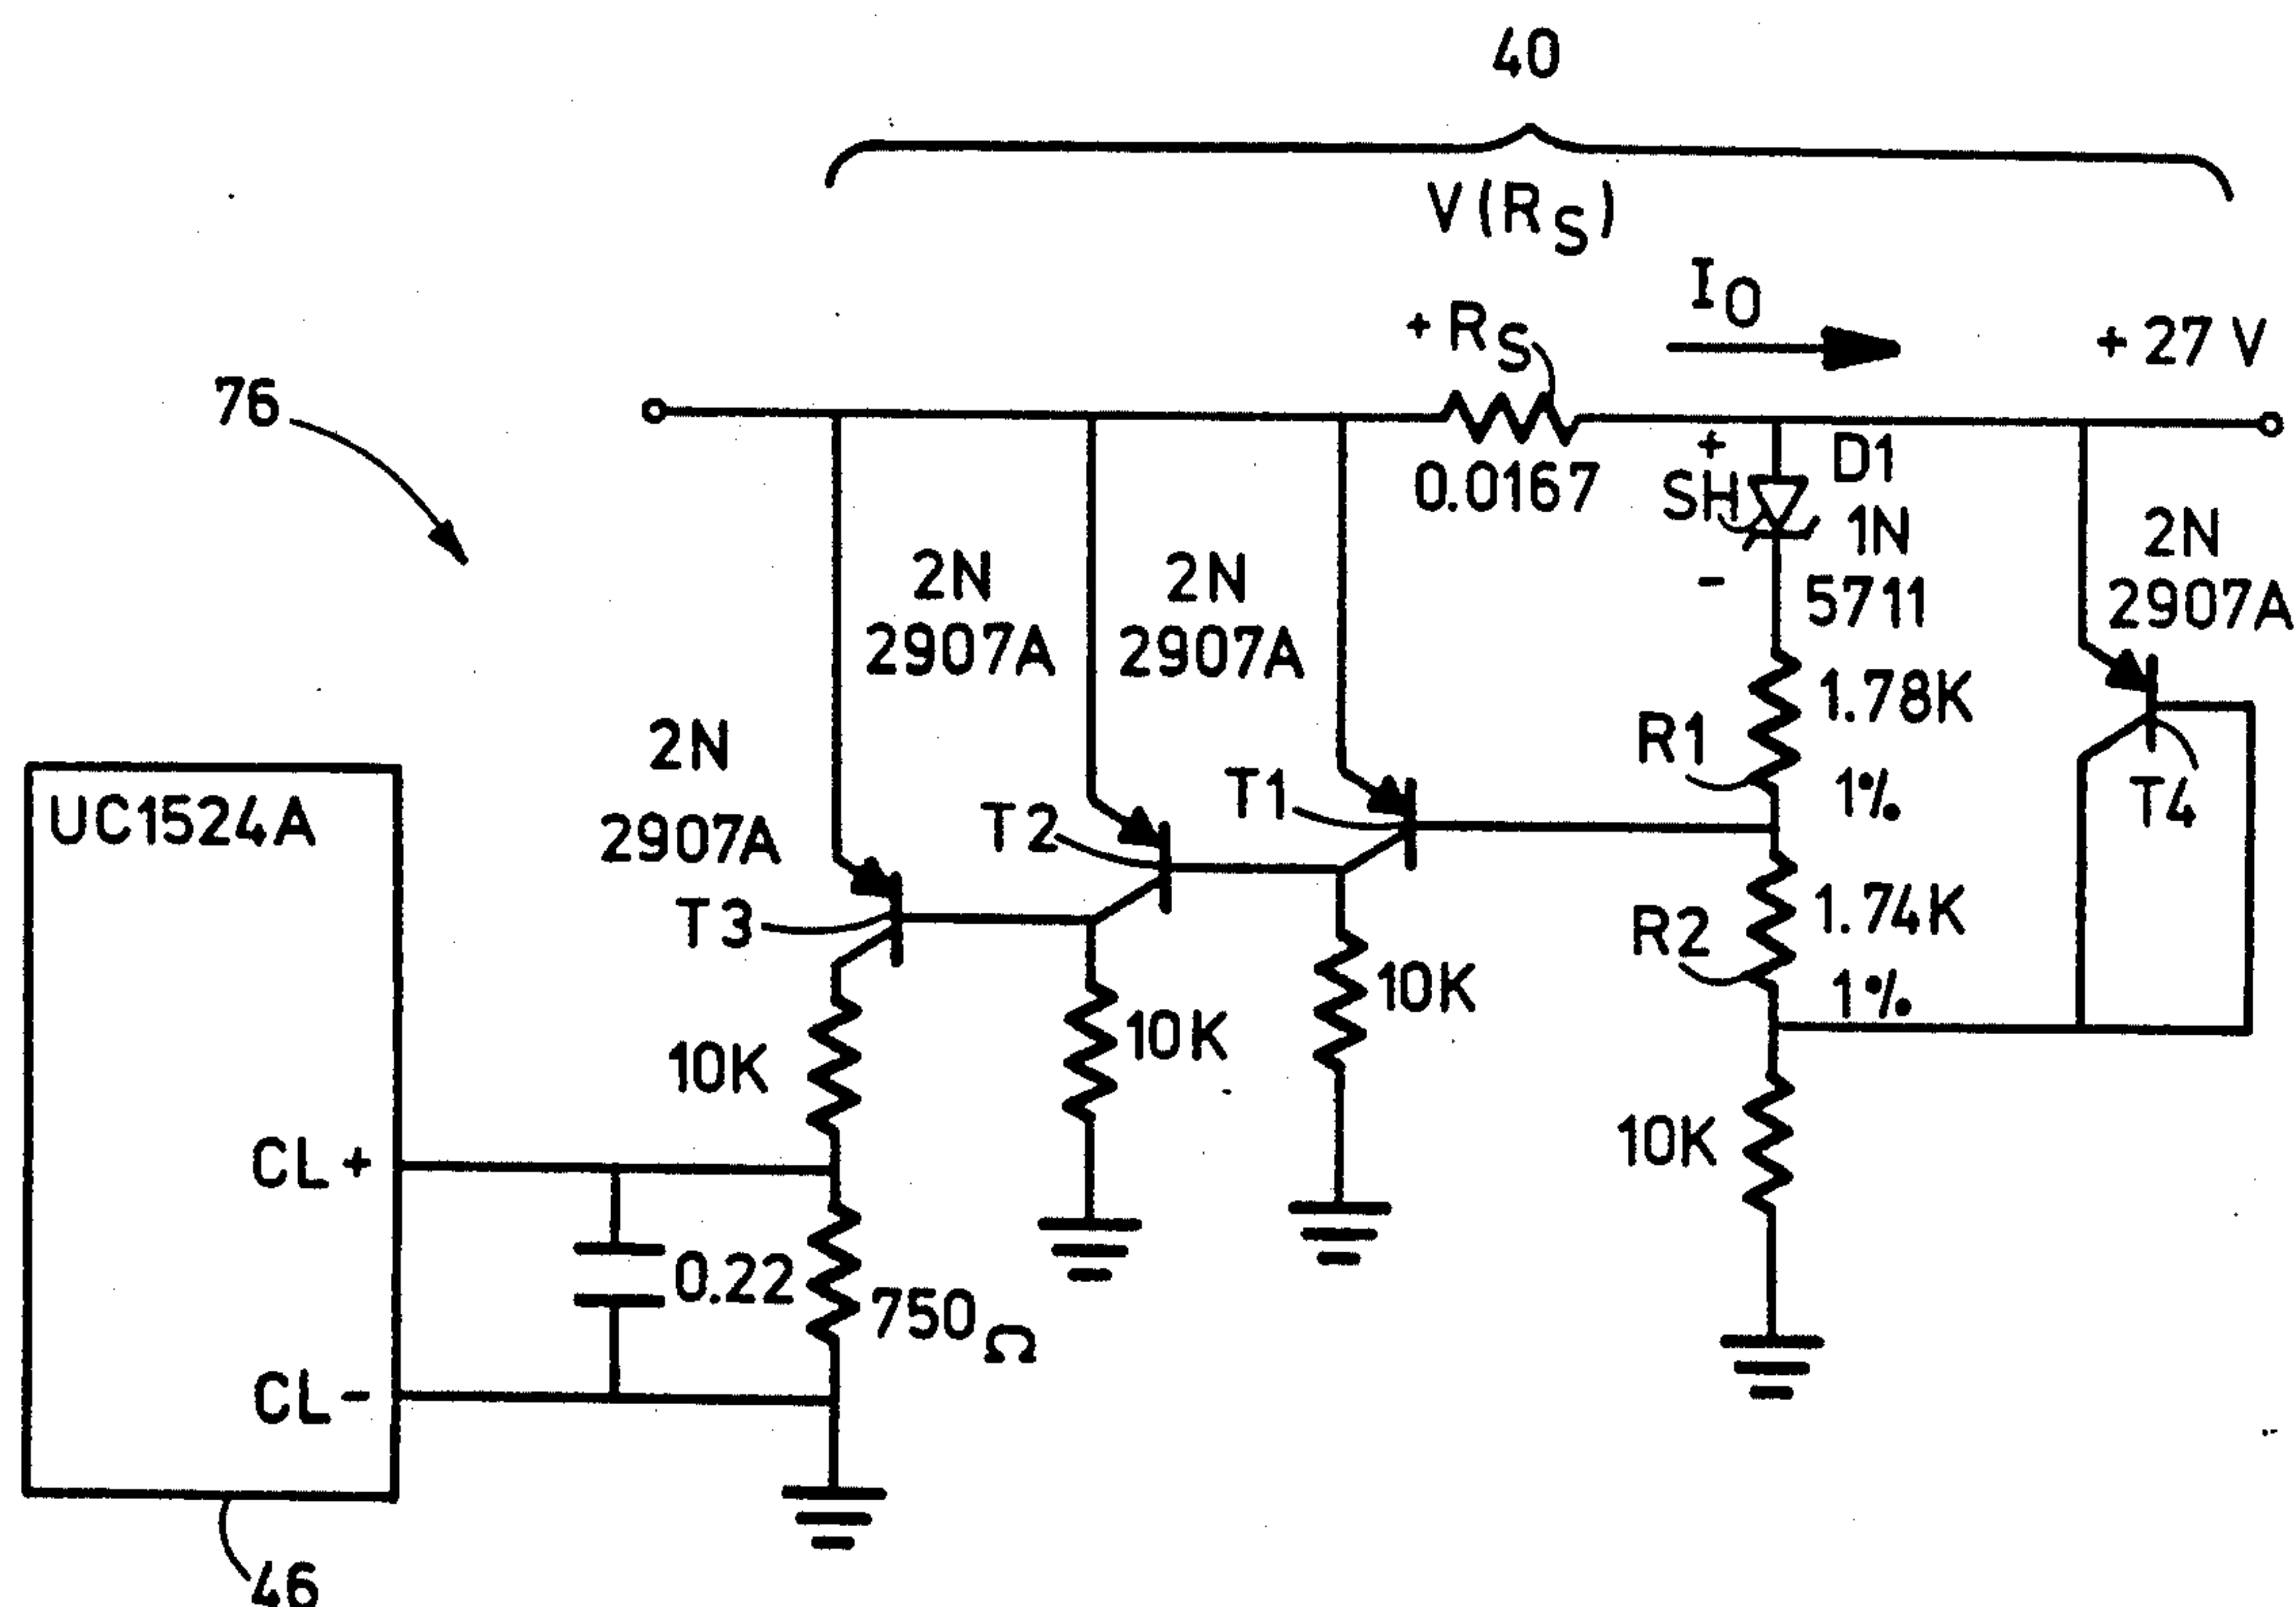 40
V(RS)
IO
+ RS
+ 27 V
76
0.0167
+
SH
-
D1
1N
5711
2N
2907A
2N
2907A
2N
2907A
2N
2907A
R1
1.78K
1%
T4
T1
T2
T3
UC1524A
R2
1.74K
1%
10K
10K
10K
10K
CL +
0.22
750Ω
CL -
46